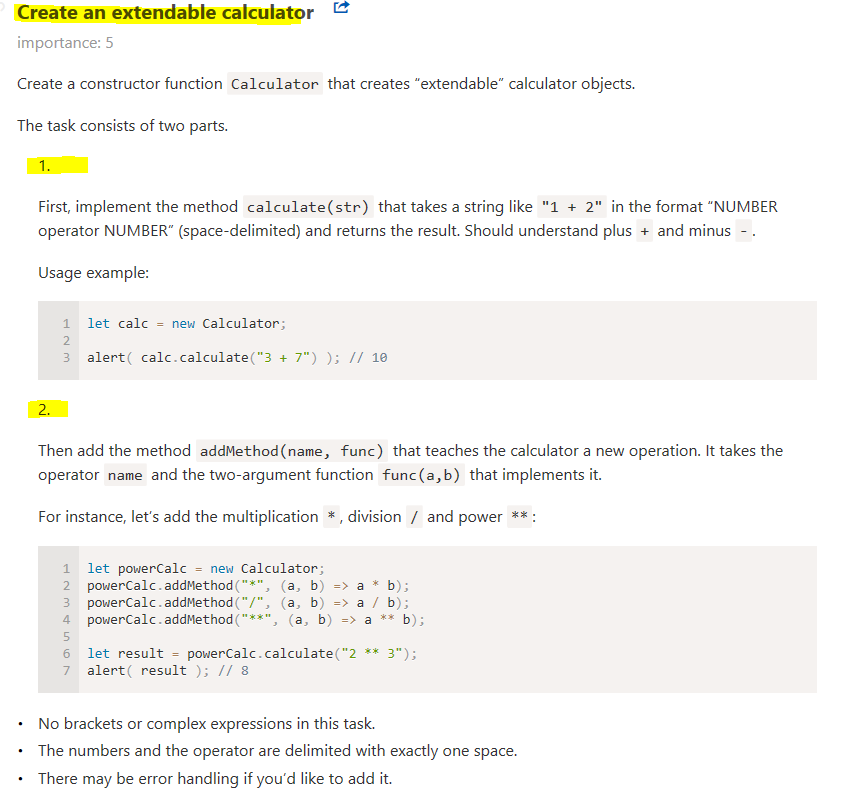 Create an extendable calculator
importance: 5
Create a constructor function Calculator that creates “extendable” calculator objects.
The task consists of two parts.
1.
First, implement the method calculate(str) that takes a string like "1 + 2" in the format “NUMBER
operator NUMBER” (space-delimited) and returns the result. Should understand plus + and minus -.
Usage example:
1 let calc = new Calculator;
2
3 alert( calc.calculate("3 + 7") ); // 10
2.
Then add the method addMethod(name, func) that teaches the calculator a new operation. It takes the
operator name and the two-argument function func(a,b) that implements it.
For instance, let’s add the multiplication *, division / and power **:
1 let powerCalc = new Calculator;
2 powerCalc.addMethod("*", (a, b) => a * b);
3 powerCalc.addMethod("/", (a, b) => a / b);
4 powerCalc.addMethod("**", (a, b) => a ** b);
5
6 let result = powerCalc.calculate("2 ** 3");
7 alert( result ); // 8
• No brackets or complex expressions in this task.
• The numbers and the operator are delimited with exactly one space.
• There may be error handling if you’d like to add it.